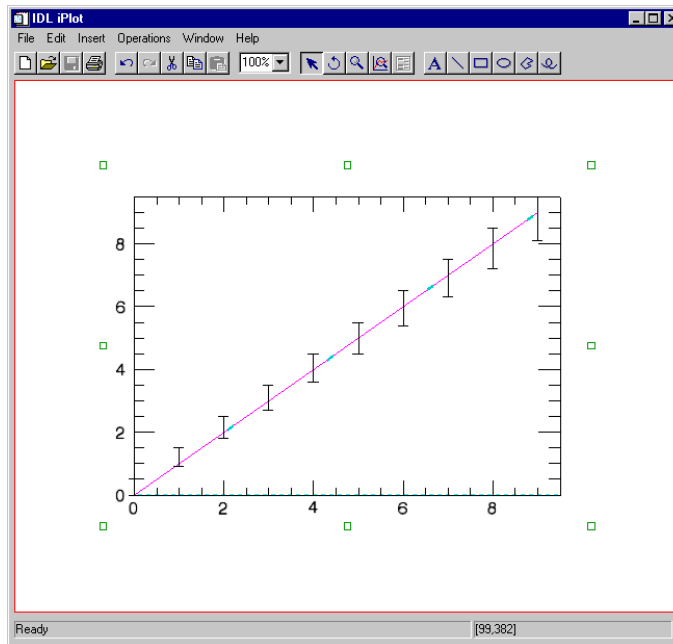 IDL iPlot
File Edit Insert Operations Window Help
100% A
8
6
4
2
0
0 2 4 6 8
Ready [99,382]